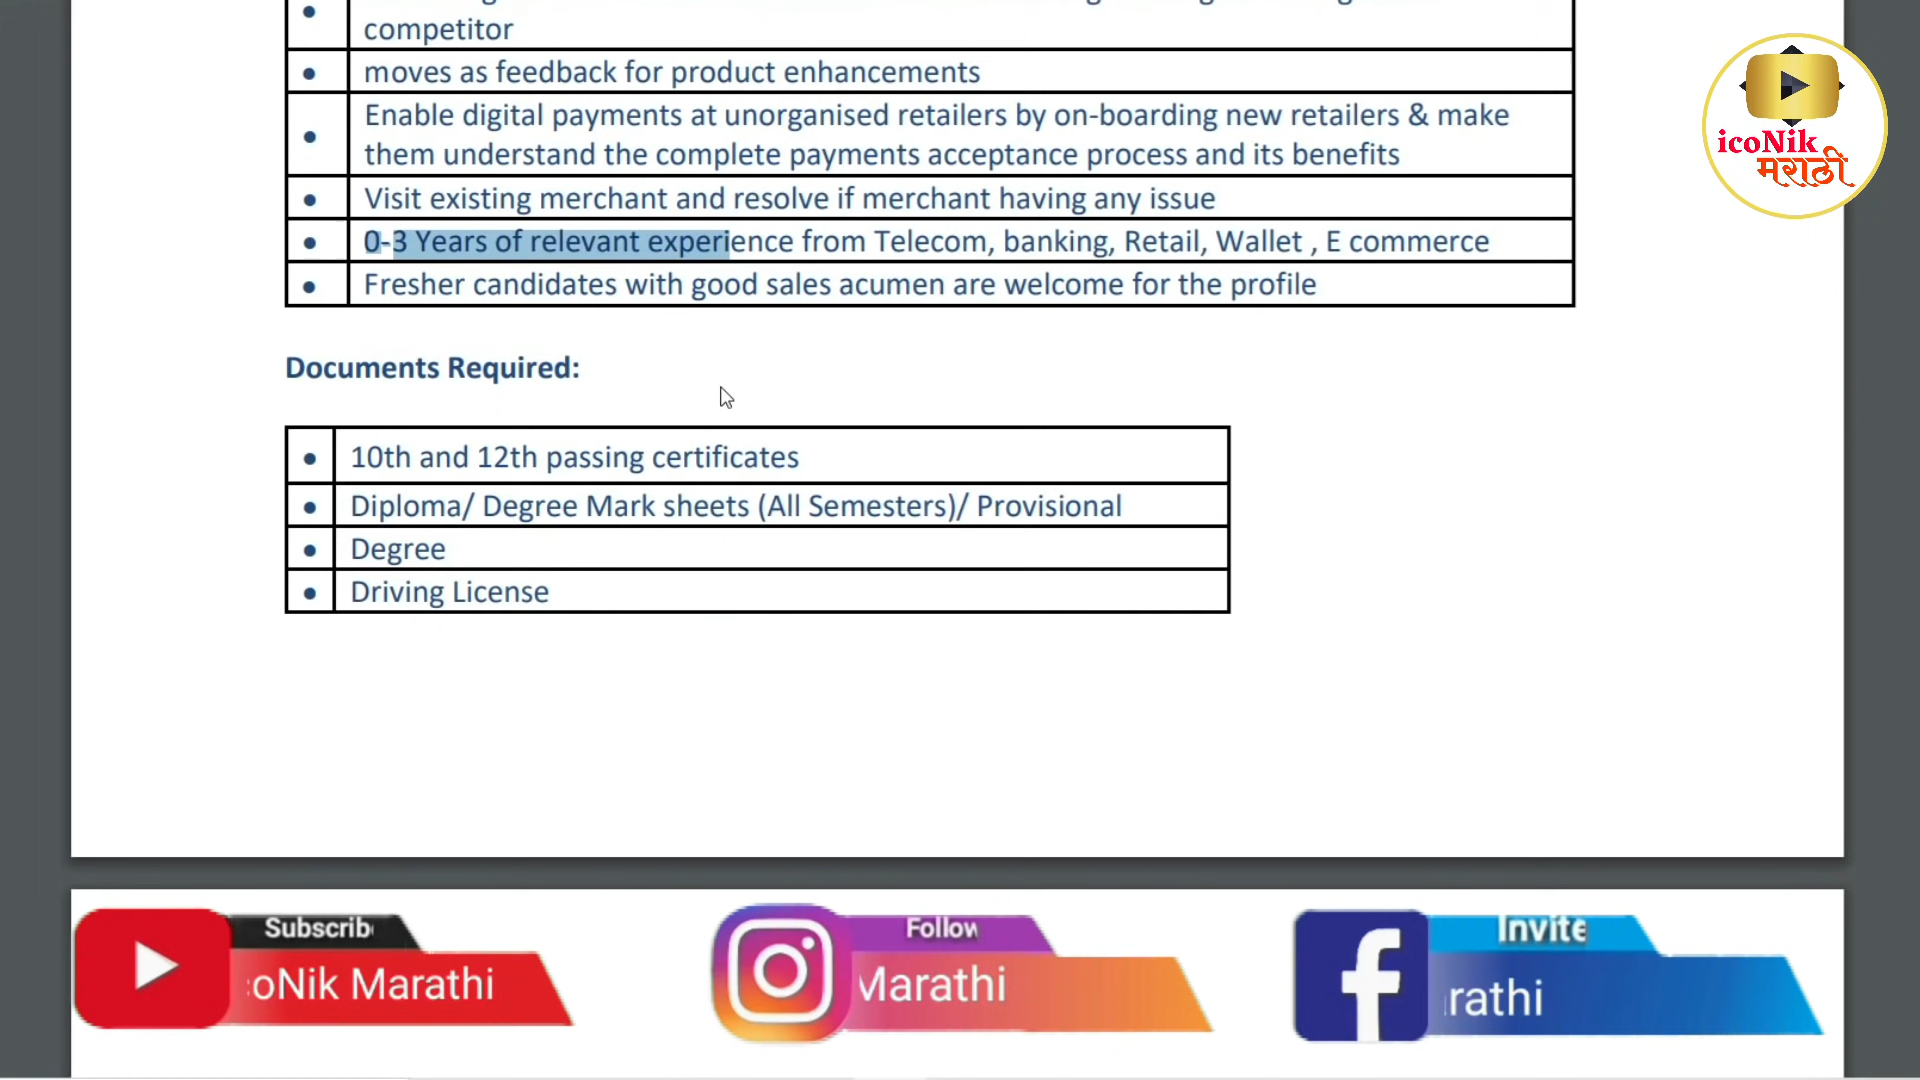 competitor
icoNik
मराठी
moves as feedback for product enhancements
Enable digital payments at unorganised retailers by on-boarding new retailers & make
them understand the complete payments acceptance process and its benefits
Visit existing merchant and resolve if merchant having any issue
0-3 Years of relevant experience from Telecom, banking, Retail, Wallet , E commerce
Fresher candidates with good sales acumen are welcome for the profile
Documents Required:
10th and 12th passing certificates
Diploma/ Degree Mark sheets (All Semesters)/ Provisional
Degree
Driving License
Subscrib
oNik Marathi
Follow
Marathi
Invite
rathi